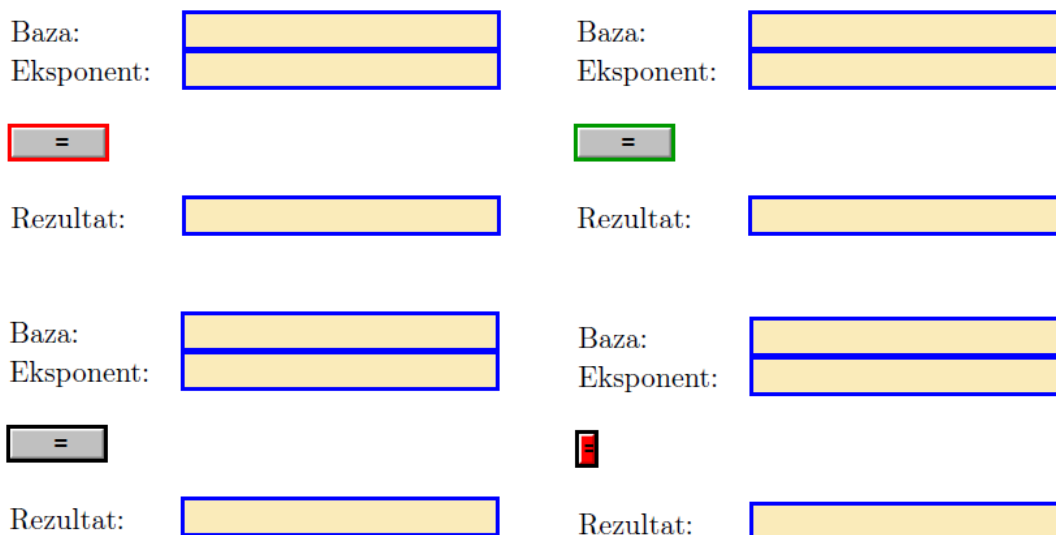 Baza:
Eksponent:
=
Rezultat:
Baza:
Eksponent:
=
Rezultat:
Baza:
Eksponent:
=
Rezultat:
Baza:
Eksponent:
=
Rezultat: